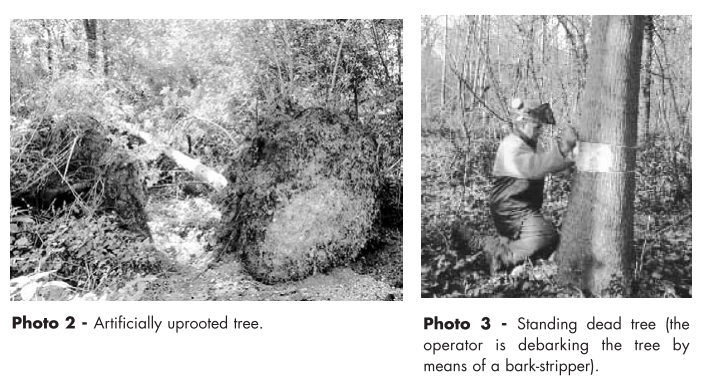 Photo 2 - Artificially uprooted tree.
Photo 3 - Standing dead tree (the
operator is debarking the tree by
means of a bark-stripper).